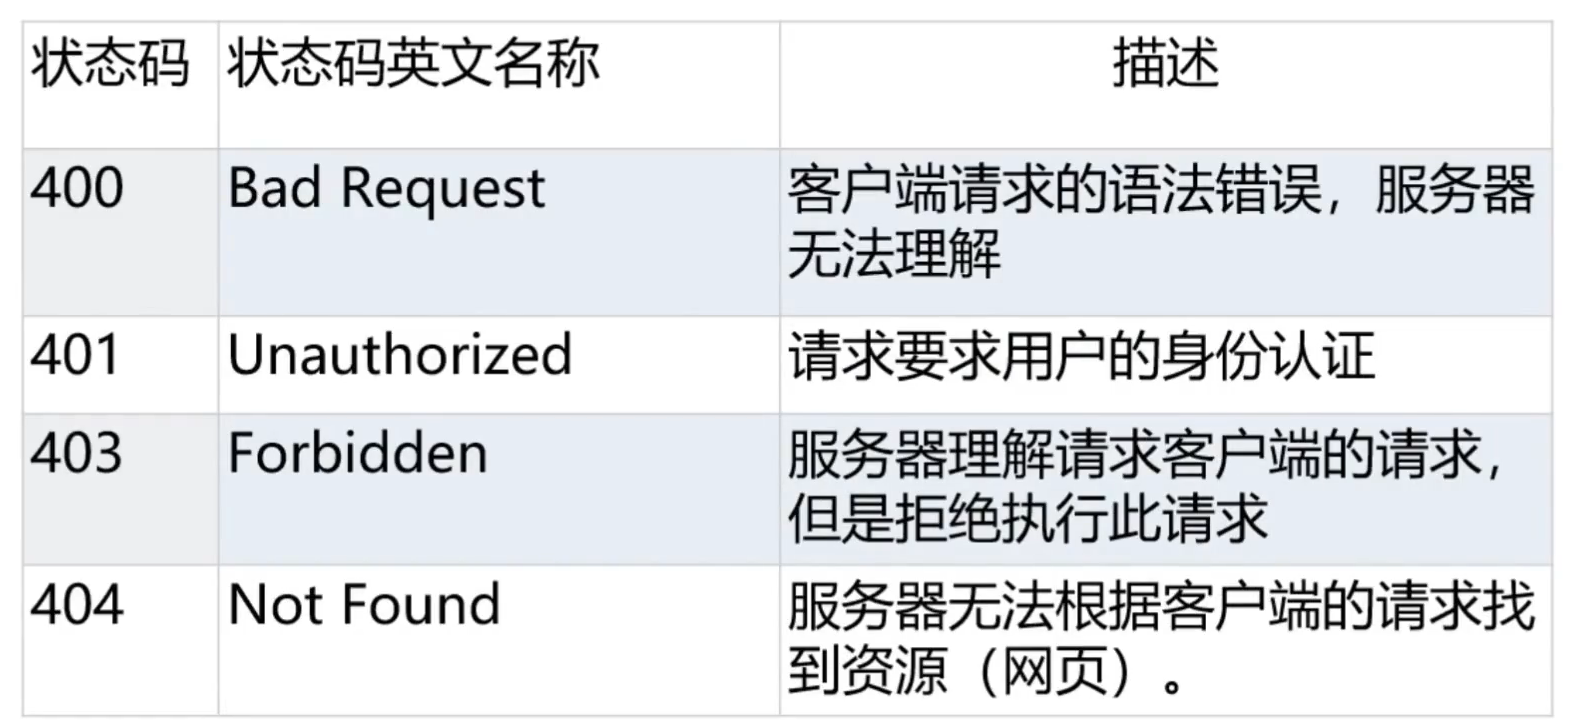 状态码 状态码英文名称 描述
400 Bad Request 客户端请求的语法错误，服务器
无法理解
401 Unauthorized 请求要求用户的身份认证
403 Forbidden 服务器理解请求客户端的请求，
但是拒绝执行此请求
404 Not Found 服务器无法根据客户端的请求找
到资源（网页）。